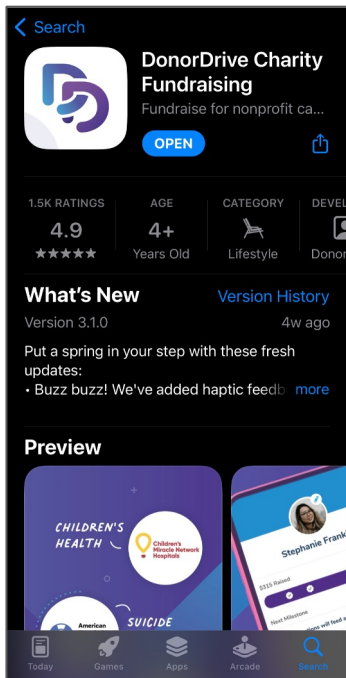 Search
DonorDrive Charity
Fundraising
Fundraise for nonprofit ca...
OPEN
1.5K RATINGS
4.9
AGE
4+
Years Old
CATEGORY
Lifestyle
DEVEL
Donor
What's New
Version History
Version 3.1.0
4w ago
Put a spring in your step with these fresh
updates:
• Buzz buzz! We've added haptic feedb more
Preview
CHILDREN'S
HEALTH
Children's
Miracle Network
Hospitals
American
SUICIDE
Stephanie Frank
$315 Raised
Next Milestone
Today
Games
Apps
Arcade
Search